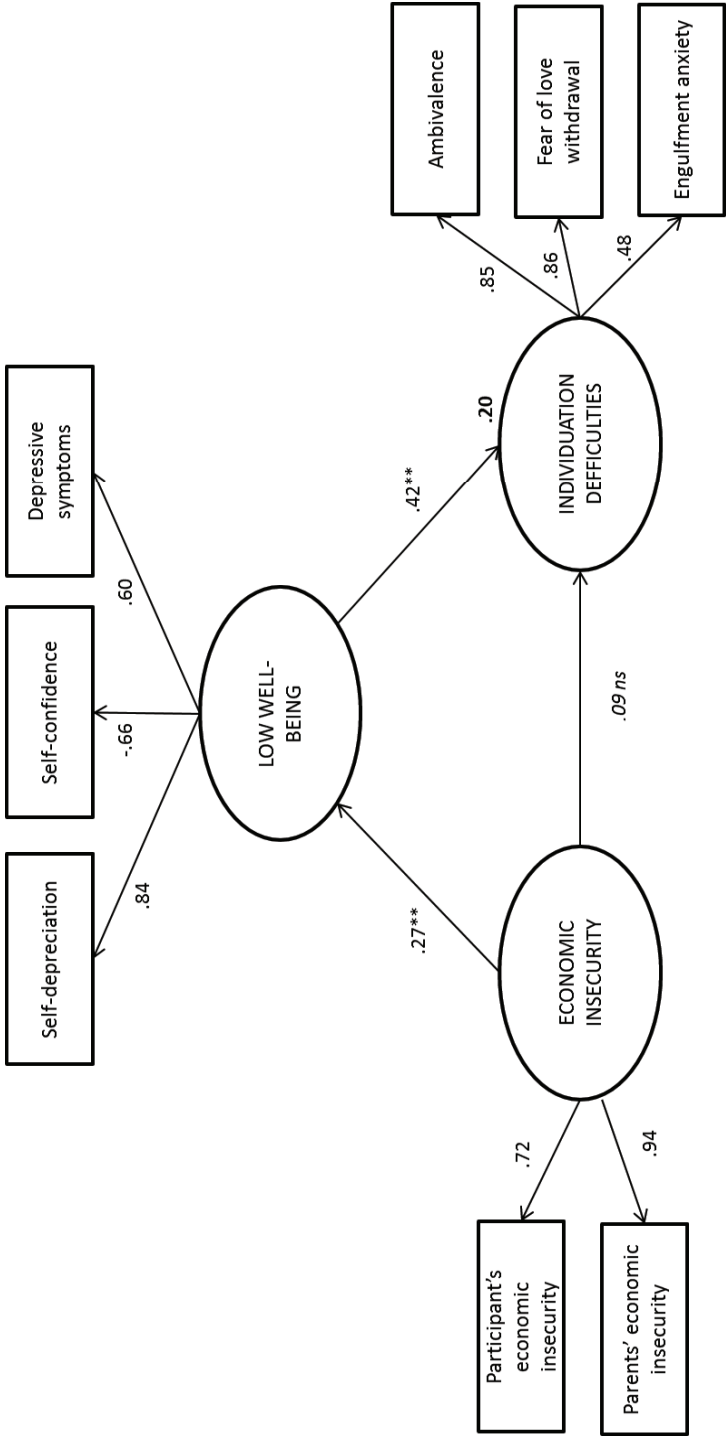 Self-depreciation
Self-confidence
Depressive
symptoms
.84
-.66
.60
LOW WELL-
BEING
.27**
.42**
Participant's
economic
insecurity
Parents' economic
insecurity
.72
.94
ECONOMIC
INSECURITY
.09 ns
.20
INDIVIDUATION
DEFFICULTIES
.85
.86
.48
Ambivalence
Fear of love
withdrawal
Engulfment anxiety